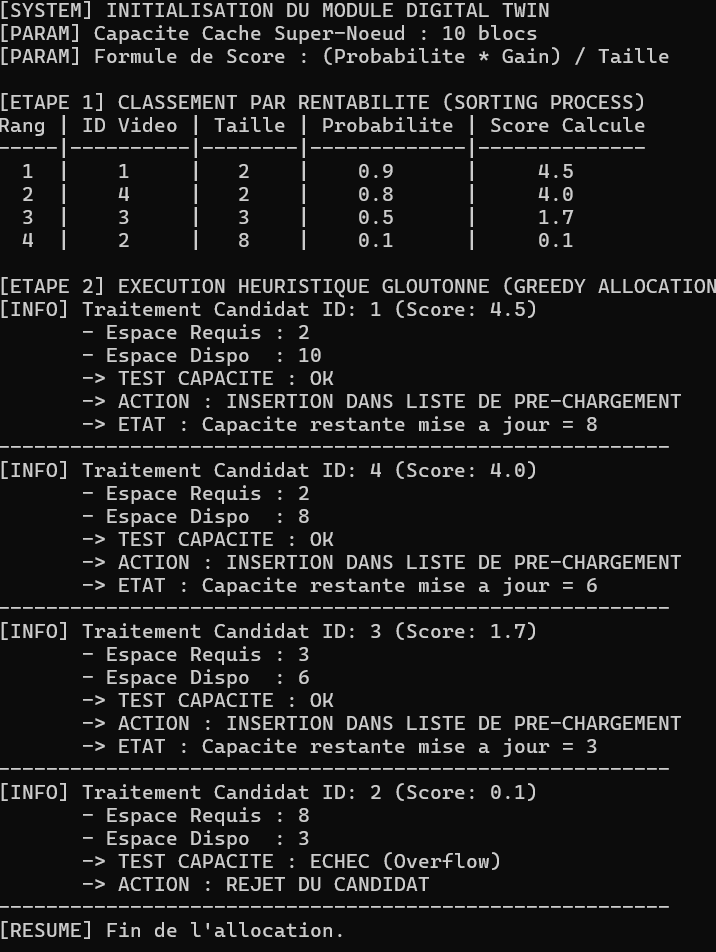 [SYSTEM] INITIALISATION DU MODULE DIGITAL TWIN
[PARAM] Capacite Cache Super-Noeud : 10 blocs
[PARAM] Formule de Score : (Probabilite * Gain) / Taille

[ETAPE 1] CLASSEMENT PAR RENTABILITE (SORTING PROCESS)
Rang | ID Video | Taille | Probabilite | Score Calcule
-----|----------|--------|-------------|--------------
  1  |    1     |   2    |    0.9      |     4.5
  2  |    4     |   2    |    0.8      |     4.0
  3  |    3     |   3    |    0.5      |     1.7
  4  |    2     |   8    |    0.1      |     0.1

[ETAPE 2] EXECUTION HEURISTIQUE GLOUTONNE (GREEDY ALLOCATION
[INFO] Traitement Candidat ID: 1 (Score: 4.5)
       - Espace Requis : 2
       - Espace Dispo  : 10
       -> TEST CAPACITE : OK
       -> ACTION : INSERTION DANS LISTE DE PRE-CHARGEMENT
       -> ETAT : Capacite restante mise a jour = 8
--------------------------------------------------------
[INFO] Traitement Candidat ID: 4 (Score: 4.0)
       - Espace Requis : 2
       - Espace Dispo  : 8
       -> TEST CAPACITE : OK
       -> ACTION : INSERTION DANS LISTE DE PRE-CHARGEMENT
       -> ETAT : Capacite restante mise a jour = 6
--------------------------------------------------------
[INFO] Traitement Candidat ID: 3 (Score: 1.7)
       - Espace Requis : 3
       - Espace Dispo  : 6
       -> TEST CAPACITE : OK
       -> ACTION : INSERTION DANS LISTE DE PRE-CHARGEMENT
       -> ETAT : Capacite restante mise a jour = 3
--------------------------------------------------------
[INFO] Traitement Candidat ID: 2 (Score: 0.1)
       - Espace Requis : 8
       - Espace Dispo  : 3
       -> TEST CAPACITE : ECHEC (Overflow)
       -> ACTION : REJET DU CANDIDAT
--------------------------------------------------------
[RESUME] Fin de l'allocation.